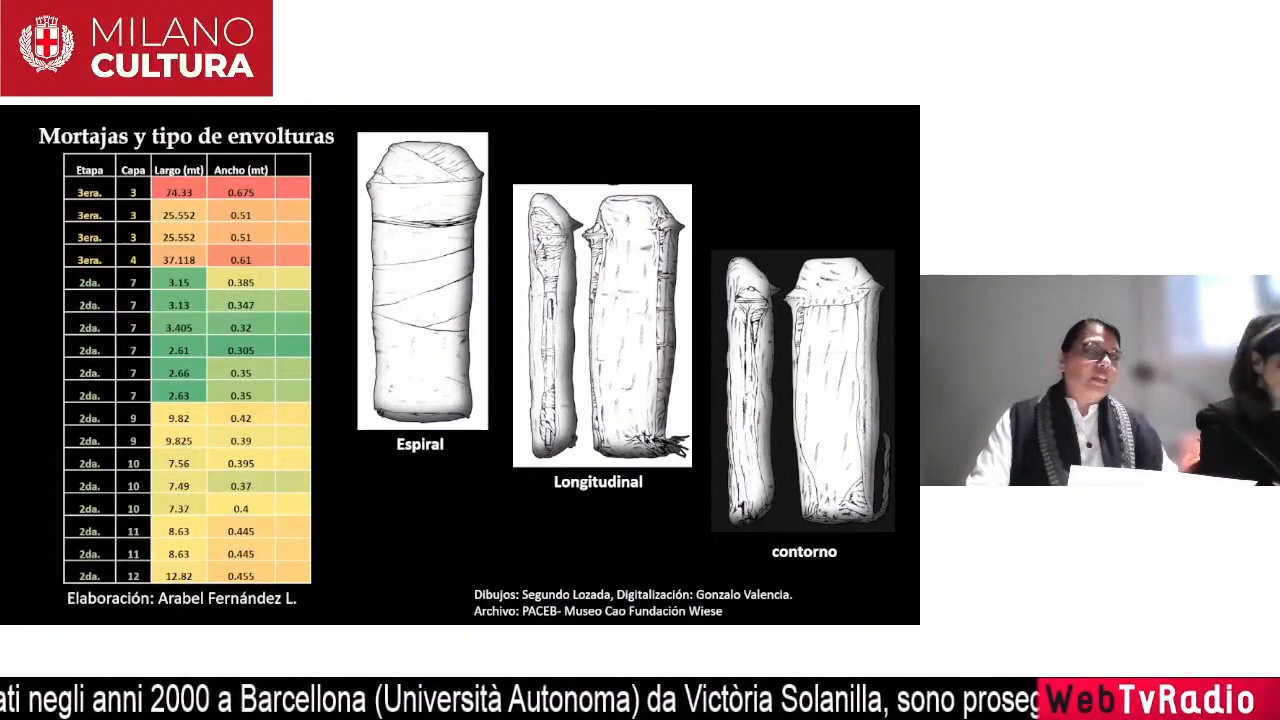 MILANO
CULTURA
Mortajas y tipo de envolturas
Etapa Capa Largo (mt) Ancho (mt)
3era. 3 74.33 0.675
3era. 3 25.552 0.51
3era. 3 25.552 0.51
3era. 4 37.118 0.61
2da. 7 3.15 0.385
2da. 7 3.13 0.347
2da. 7 3.405 0.32
2da. 7 2.61 0.305
2da. 7 2.66 0.35
2da. 7 2.63 0.35
2da. 9 9.82 0.42
2da. 9 9.825 0.39
2da. 10 7.56 0.395
2da. 10 7.49 0.37
2da. 10 7.37 0.4
2da. 11 8.63 0.445
2da. 11 8.63 0.445
2da. 12 12.82 0.455
Elaboración: Arabel Fernández L.
Espiral
Longitudinal
contorno
Dibujos: Segundo Lozada, Digitalización: Gonzalo Valencia.
Archivo: PACEB- Museo Cao Fundación Wiese
ati negli anni 2000 a Barcellona (Università Autonoma) da Victòria Solanilla, sono proseg
WebTvRadio